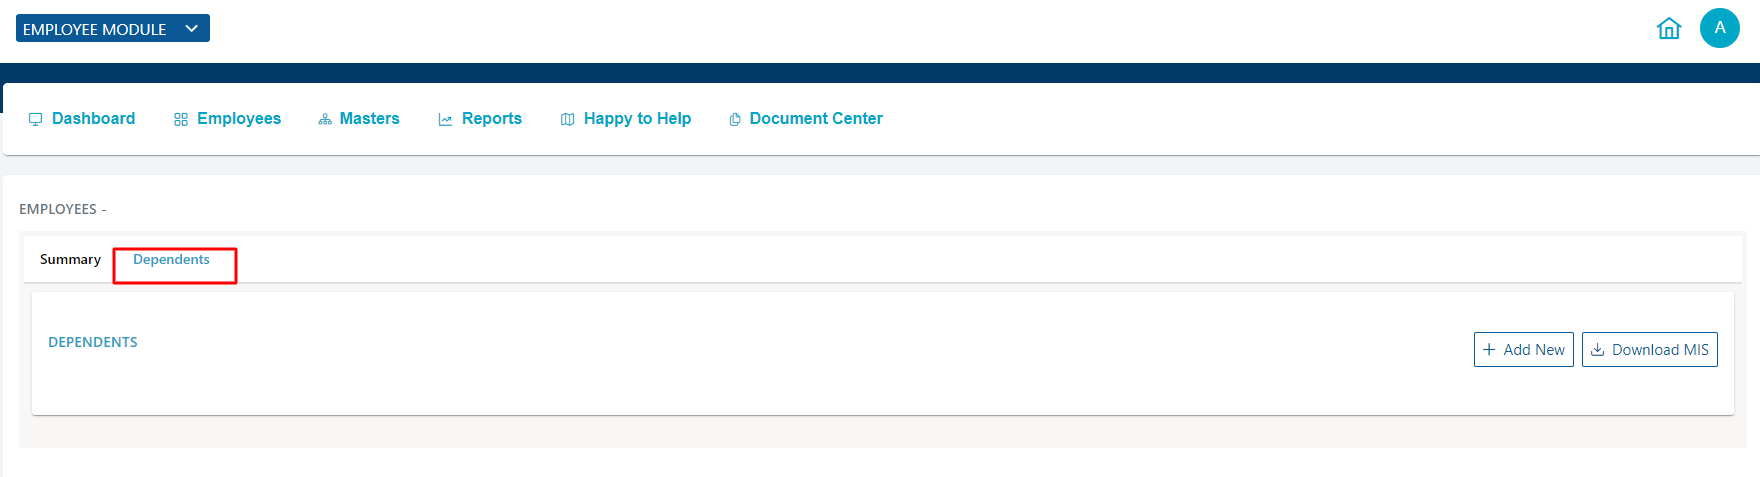 EMPLOYEE MODULE
A
Dashboard Employees Masters Reports Happy to Help Document Center
EMPLOYEES -
Summary Dependents
DEPENDENTS
Add New Download MIS